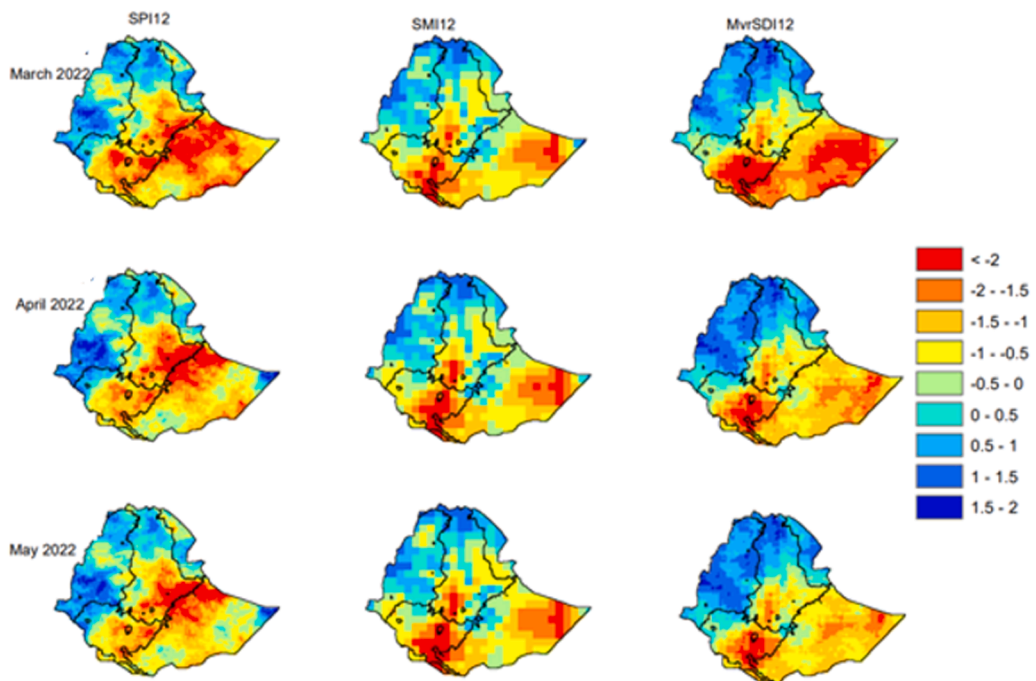 SPI12
SMI12
MvrSDI12
March 2022
April 2022
May 2022
< -2
-2 - -1.5
-1.5 - -1
-1 - -0.5
-0.5 - 0
0 - 0.5
0.5 - 1
1 - 1.5
1.5 - 2